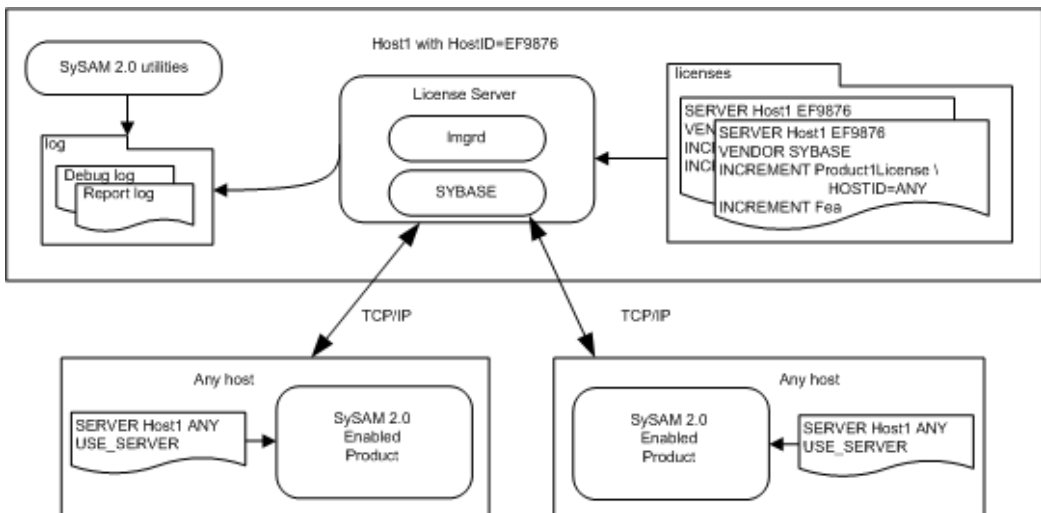 Host1 with HostID=EF9876
SySAM 2.0 utilities
log
Debug log
Report log
License Server
lmgrd
SYBASE
licenses
SERVER Host1 EF9876
VEN
INC
INC
SERVER Host1 EF9876
VENDOR SYBASE
INCREMENT Product1License \
HOSTID=ANY
INCREMENT Fea
TCP/IP
TCP/IP
Any host
SERVER Host1 ANY
USE_SERVER
SySAM 2.0
Enabled
Product
Any host
SySAM 2.0
Enabled
Product
SERVER Host1 ANY
USE_SERVER